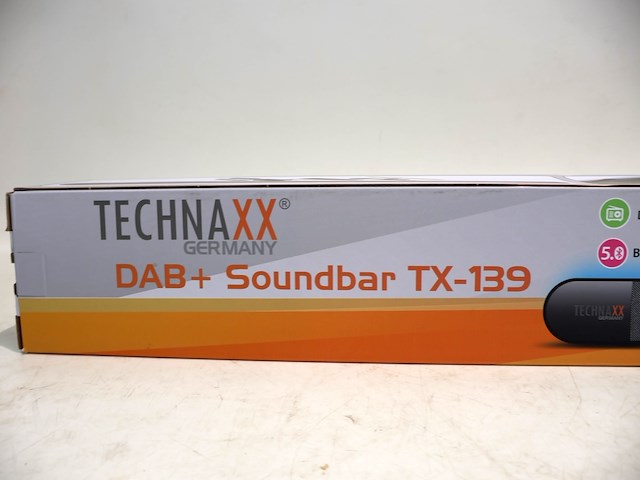 TECHNAXX®
GERMANY
DAB+ Soundbar TX-139
5.0
TECHNAXX
GERMANY